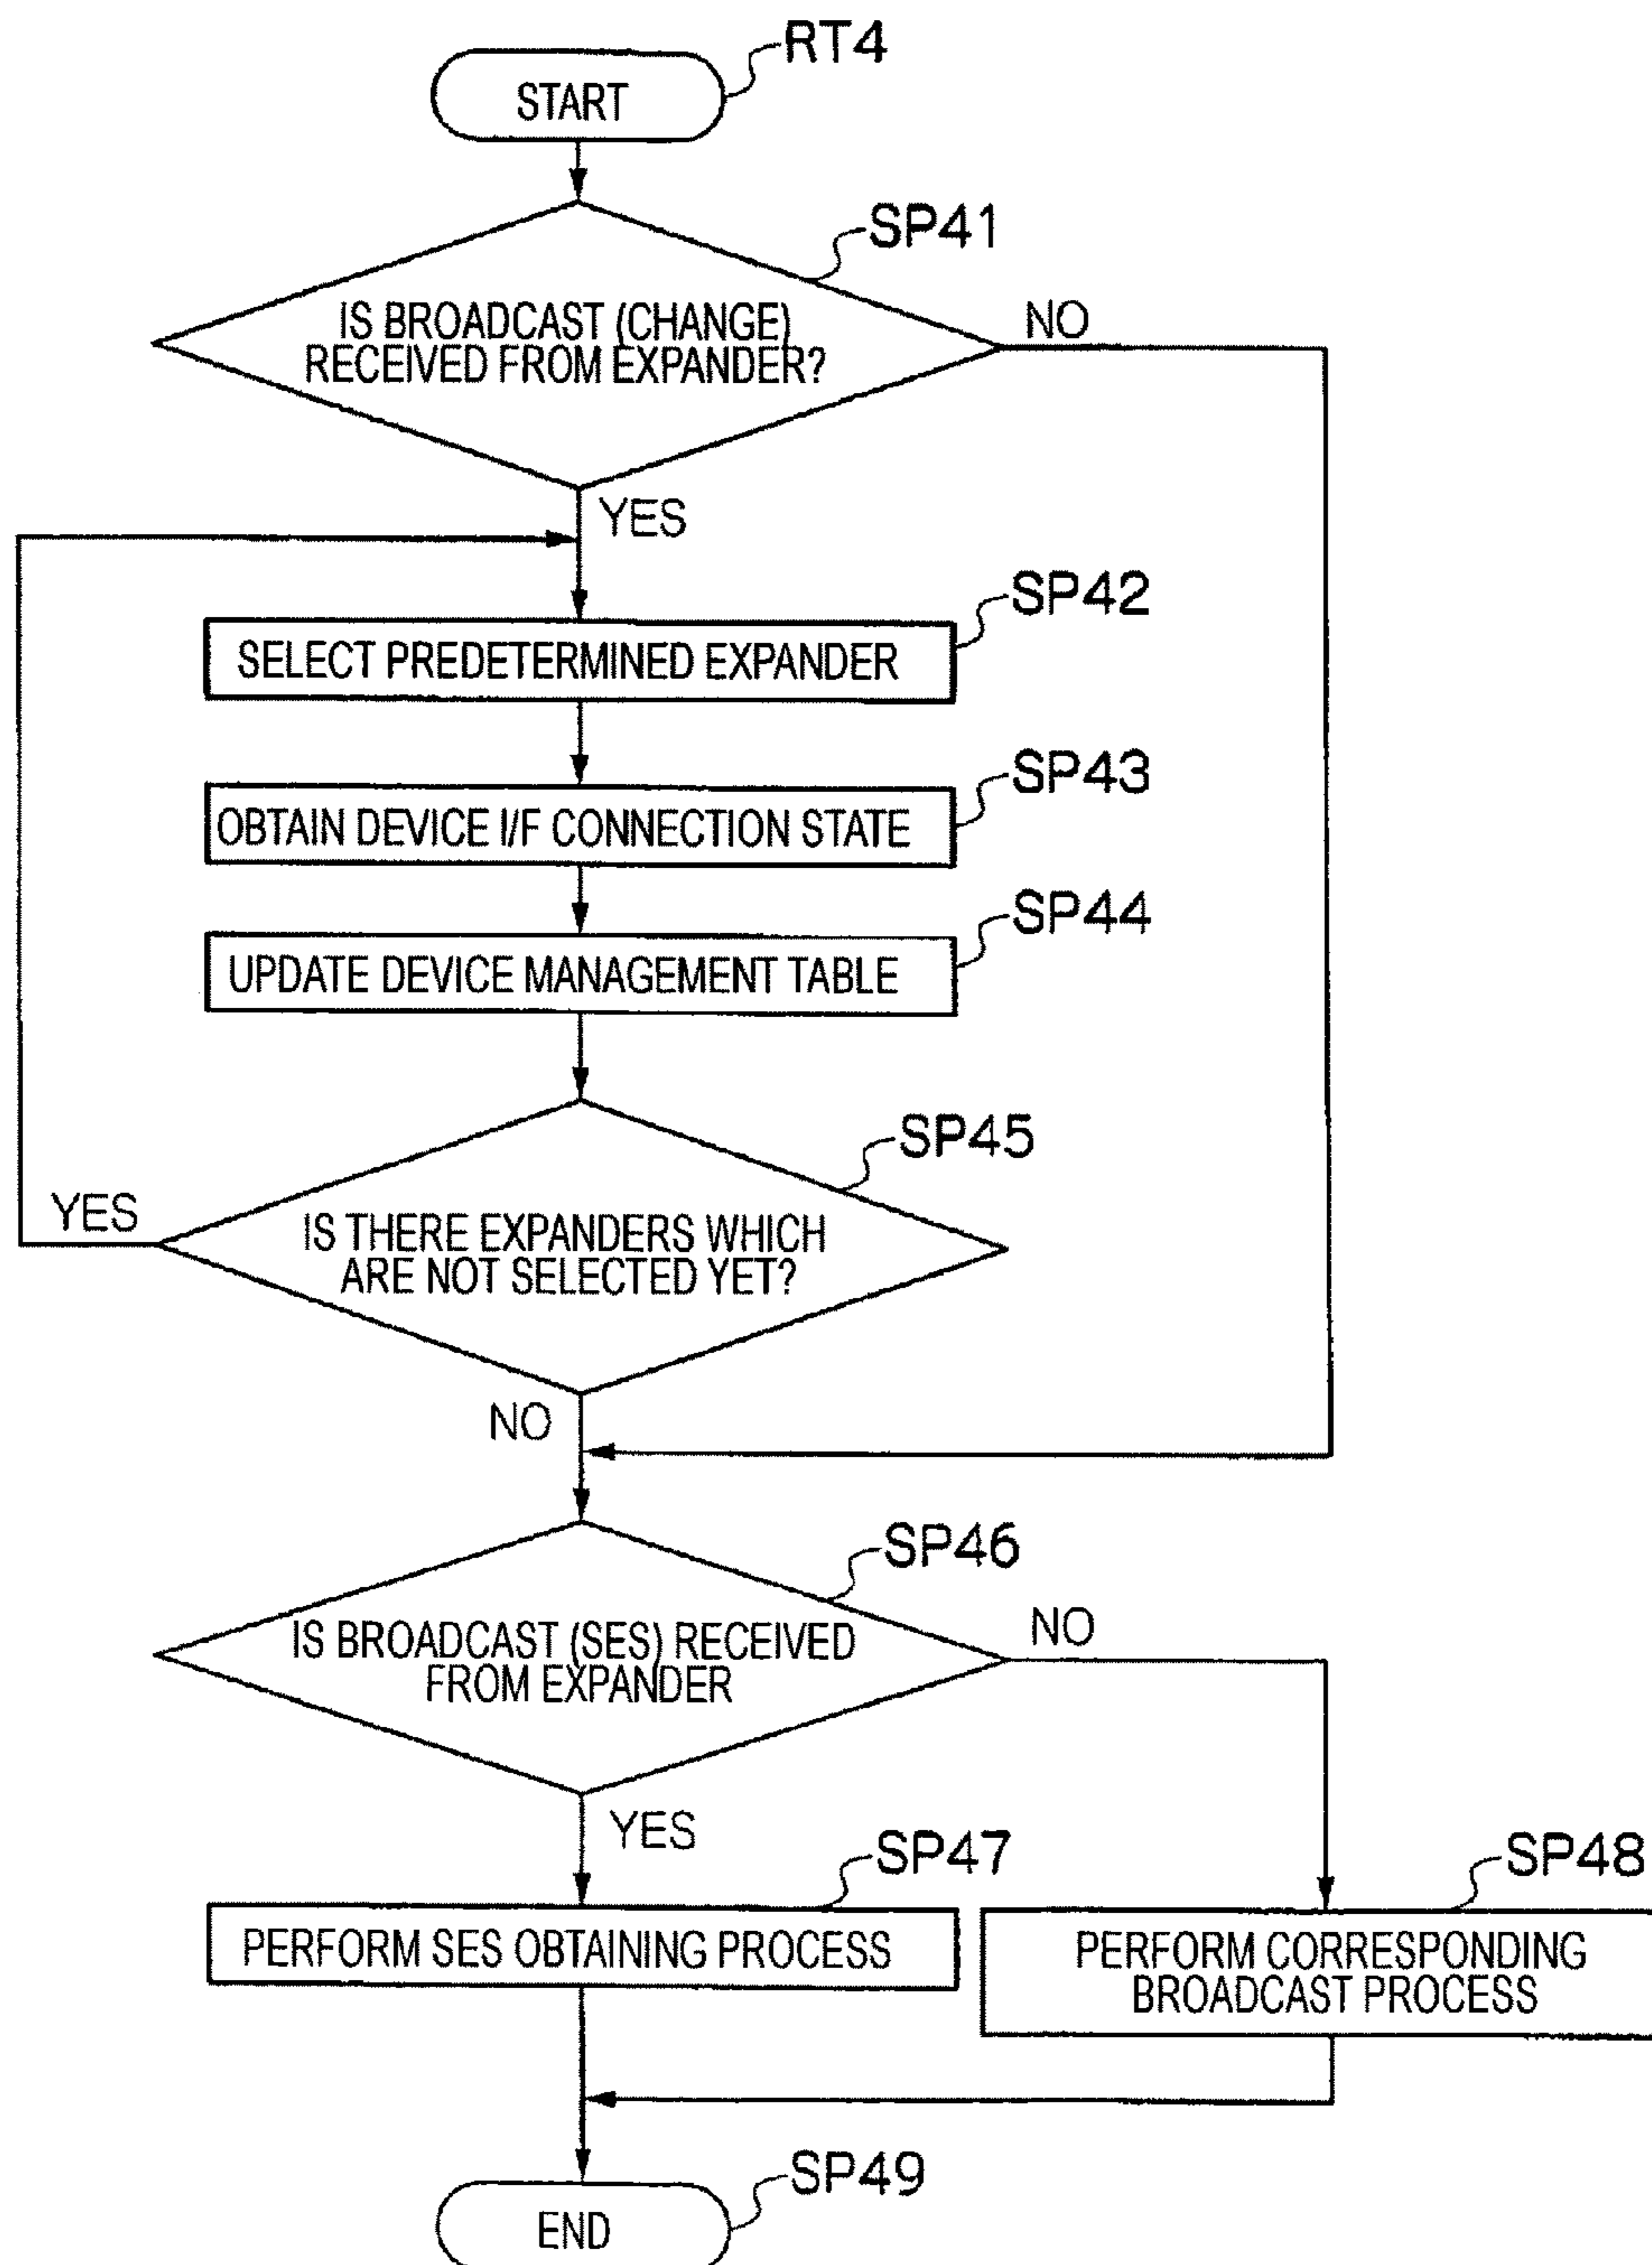 RT4
START
SP41
IS BROADCAST (CHANGE)
RECEIVED FROM EXPANDER?
NO
YES
SP42
SELECT PREDETERMINED EXPANDER
SP43
OBTAIN DEVICE I/F CONNECTION STATE
SP44
UPDATE DEVICE MANAGEMENT TABLE
SP45
YES
IS THERE EXPANDERS WHICH
ARE NOT SELECTED YET?
NO
SP46
IS BROADCAST (SES) RECEIVED
FROM EXPANDER
NO
YES
SP47
SP48
PERFORM SES OBTAINING PROCESS
PERFORM CORRESPONDING
BROADCAST PROCESS
SP49
END